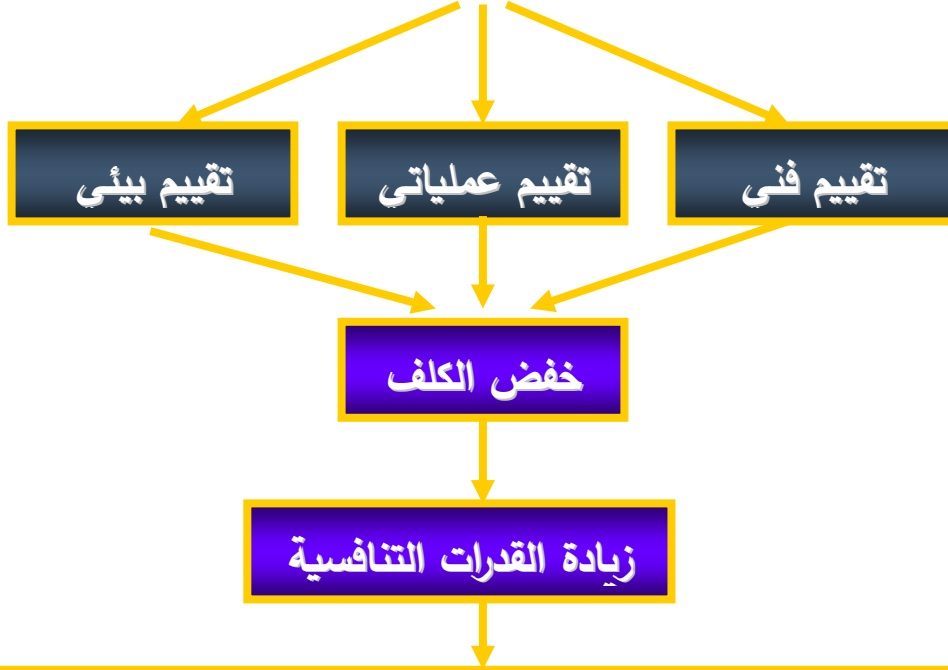 تقييم فني
تقييم عملياتي
تقييم بيئي
خفض الكلف
زيادة القدرات التنافسية